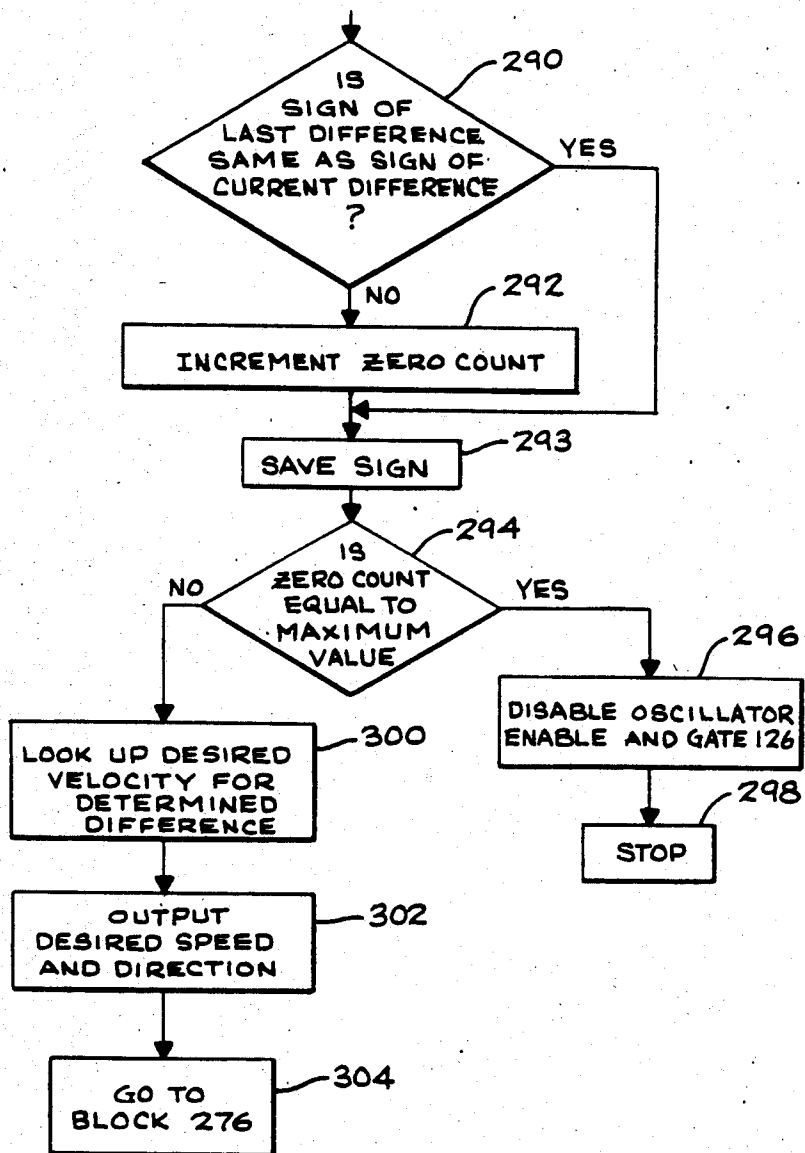 290
IS
SIGN OF
LAST DIFFERENCE
SAME AS SIGN OF
CURRENT DIFFERENCE
?
YES
NO
292
INCREMENT ZERO COUNT
293
SAVE SIGN
294
IS
ZERO COUNT
EQUAL TO
MAXIMUM
VALUE
NO
YES
296
DISABLE OSCILLATOR
ENABLE AND GATE 126
298
STOP
300
LOOK UP DESIRED
VELOCITY FOR
DETERMINED
DIFFERENCE
302
OUTPUT
DESIRED SPEED
AND DIRECTION
304
GO TO
BLOCK 276